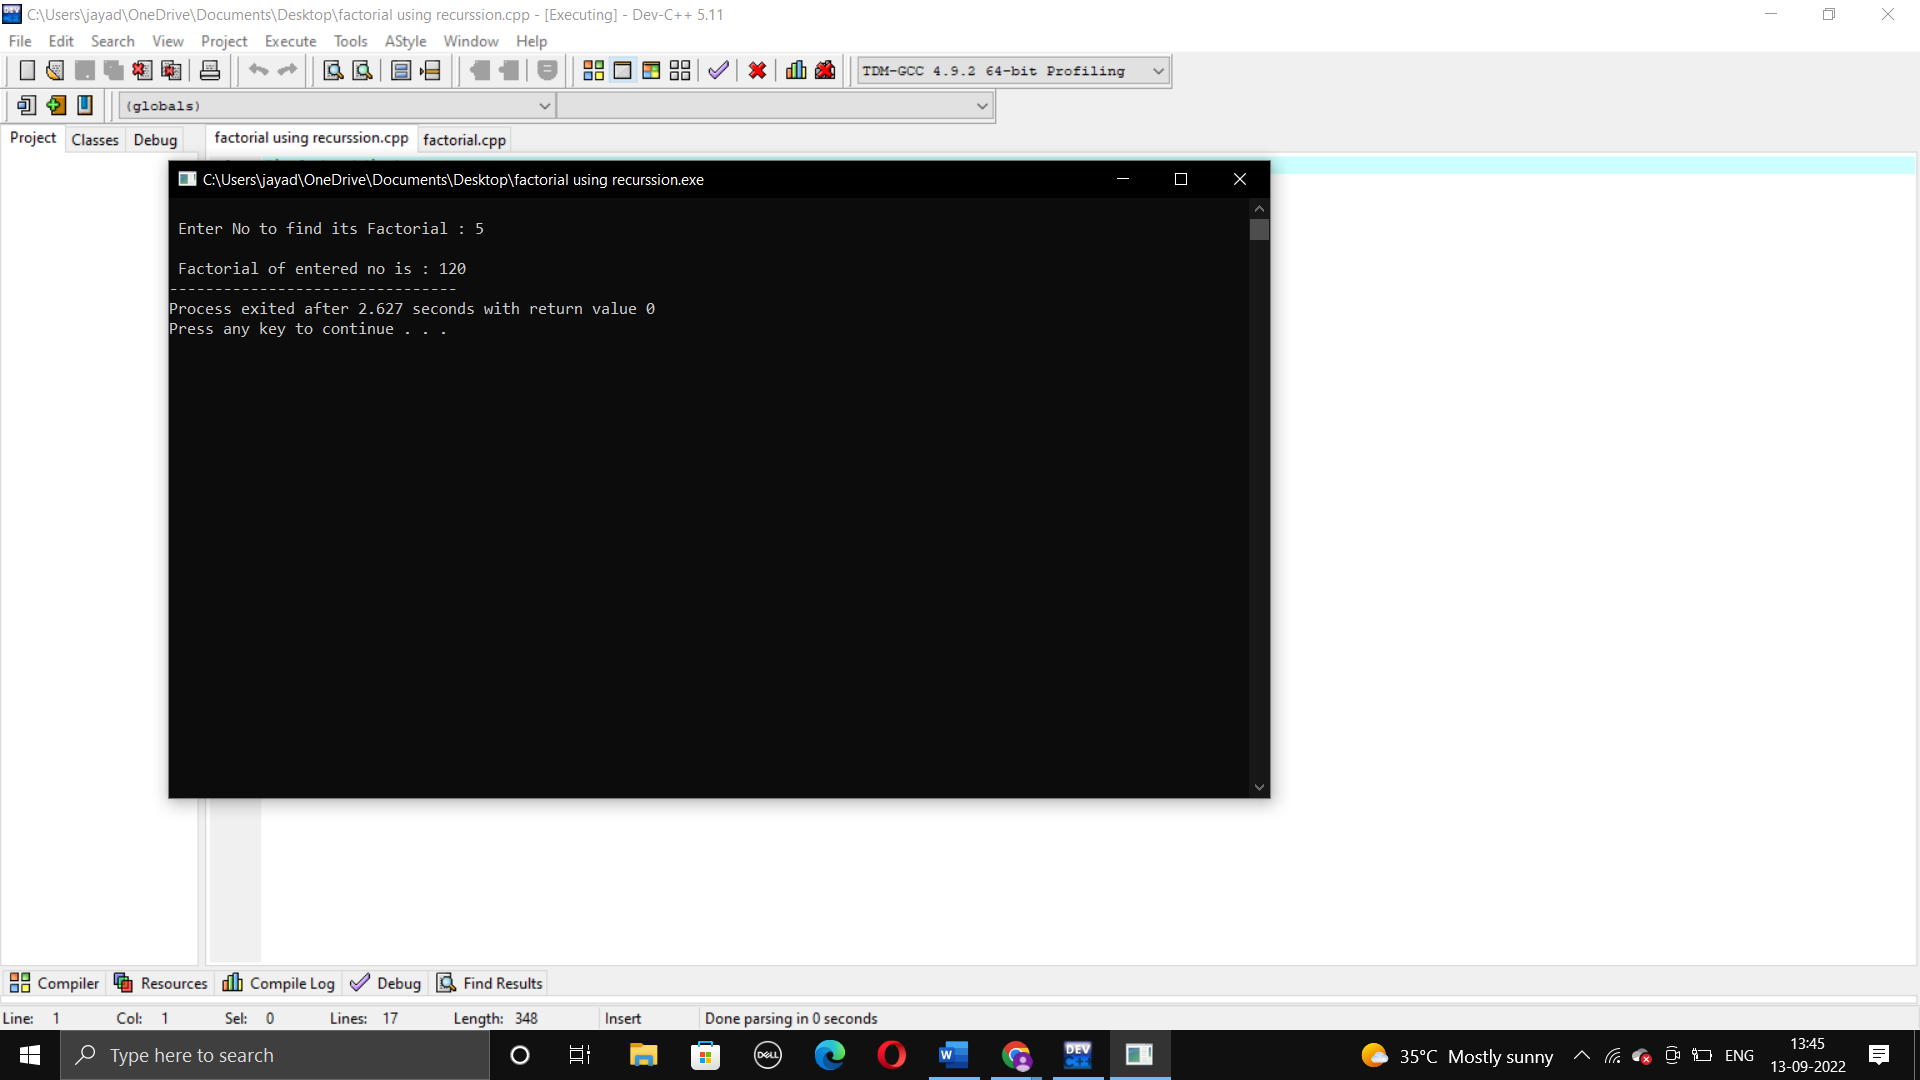 C:\Users\jayad\OneDrive\Documents\Desktop\factorial using recurssion.cpp - [Executing] - Dev-C++ 5.11
File Edit Search View Project Execute Tools AStyle Window Help
TDM-GCC 4.9.2 64-bit Profiling
(globals)
Project Classes Debug factorial using recurssion.cpp factorial.cpp
C:\Users\jayad\OneDrive\Documents\Desktop\factorial using recurssion.exe
Enter No to find its Factorial : 5
Factorial of entered no is : 120
--------------------------------
Process exited after 2.627 seconds with return value 0
Press any key to continue . . .
Compiler Resources Compile Log Debug Find Results
Line: 1 Col: 1 Sel: 0 Lines: 17 Length: 348 Insert Done parsing in 0 seconds
Type here to search
DELL
W
DEV
35°C Mostly sunny
ENG
13:45
13-09-2022